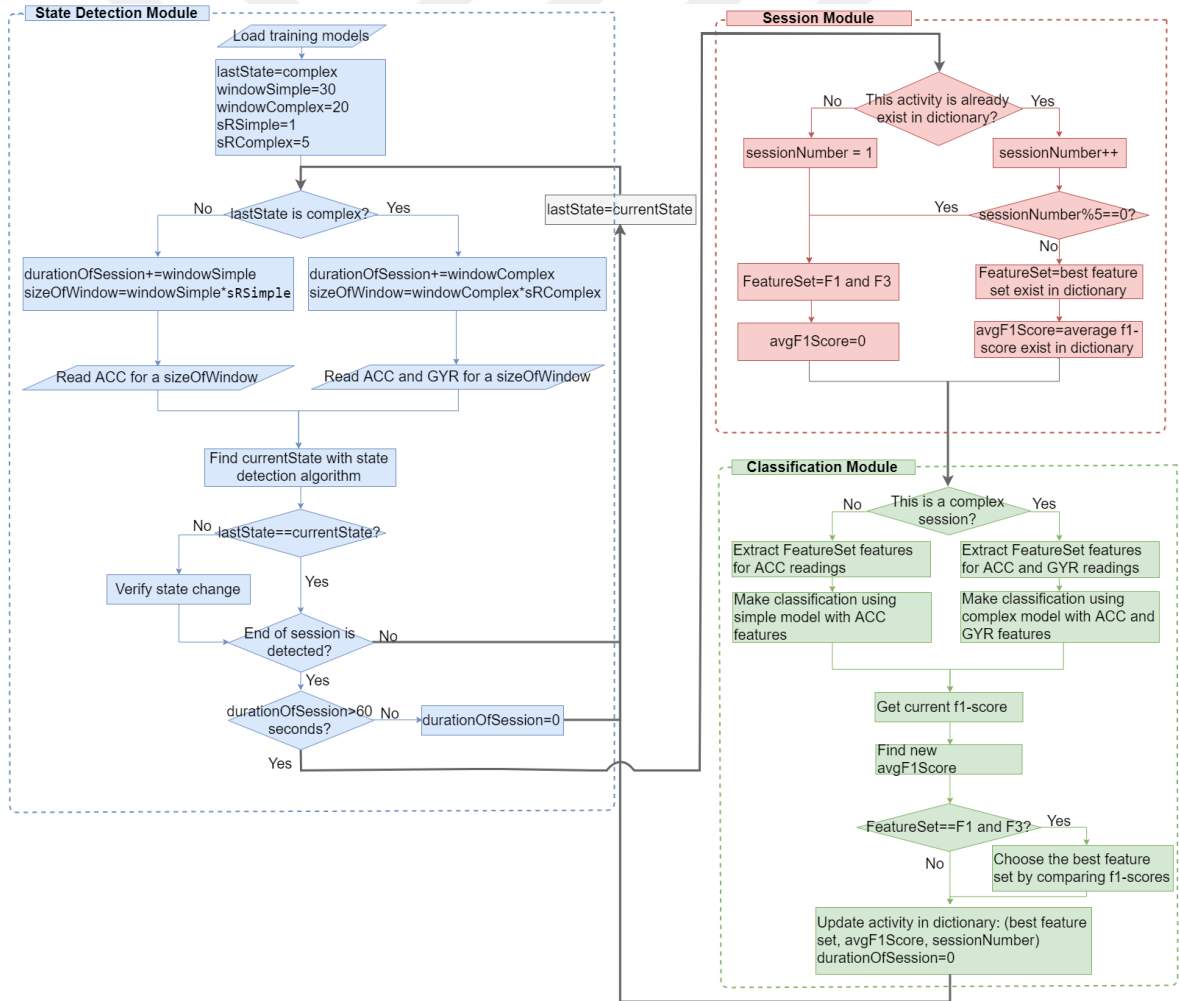 State Detection Module
Load training models
lastState=complex
windowSimple=30
windowComplex=20
sRSimple=1
sRComplex=5
lastState is complex?
No
Yes
durationOfSession+=windowSimple
sizeOfWindow=windowSimple*sRSimple
durationOfSession+=windowComplex
sizeOfWindow=windowComplex*sRComplex
Read ACC for a sizeOfWindow
Read ACC and GYR for a sizeOfWindow
Find currentState with state
detection algorithm
lastState==currentState?
No
Yes
Verify state change
End of session is
detected?
No
Yes
durationOfSession>60
seconds?
No
durationOfSession=0
Yes
lastState=currentState
Session Module
This activity is already
exist in dictionary?
No
Yes
sessionNumber = 1
sessionNumber++
sessionNumber%5==0?
Yes
No
FeatureSet=F1 and F3
FeatureSet=best feature
set exist in dictionary
avgF1Score=0
avgF1Score=average f1-
score exist in dictionary
Classification Module
This is a complex
session?
No
Yes
Extract FeatureSet features
for ACC readings
Extract FeatureSet features
for ACC and GYR readings
Make classification using
simple model with ACC
features
Make classification using
complex model with ACC and
GYR features
Get current f1-score
Find new
avgF1Score
FeatureSet==F1 and F3?
Yes
No
Choose the best feature
set by comparing f1-scores
Update activity in dictionary: (best feature
set, avgF1Score, sessionNumber)
durationOfSession=0